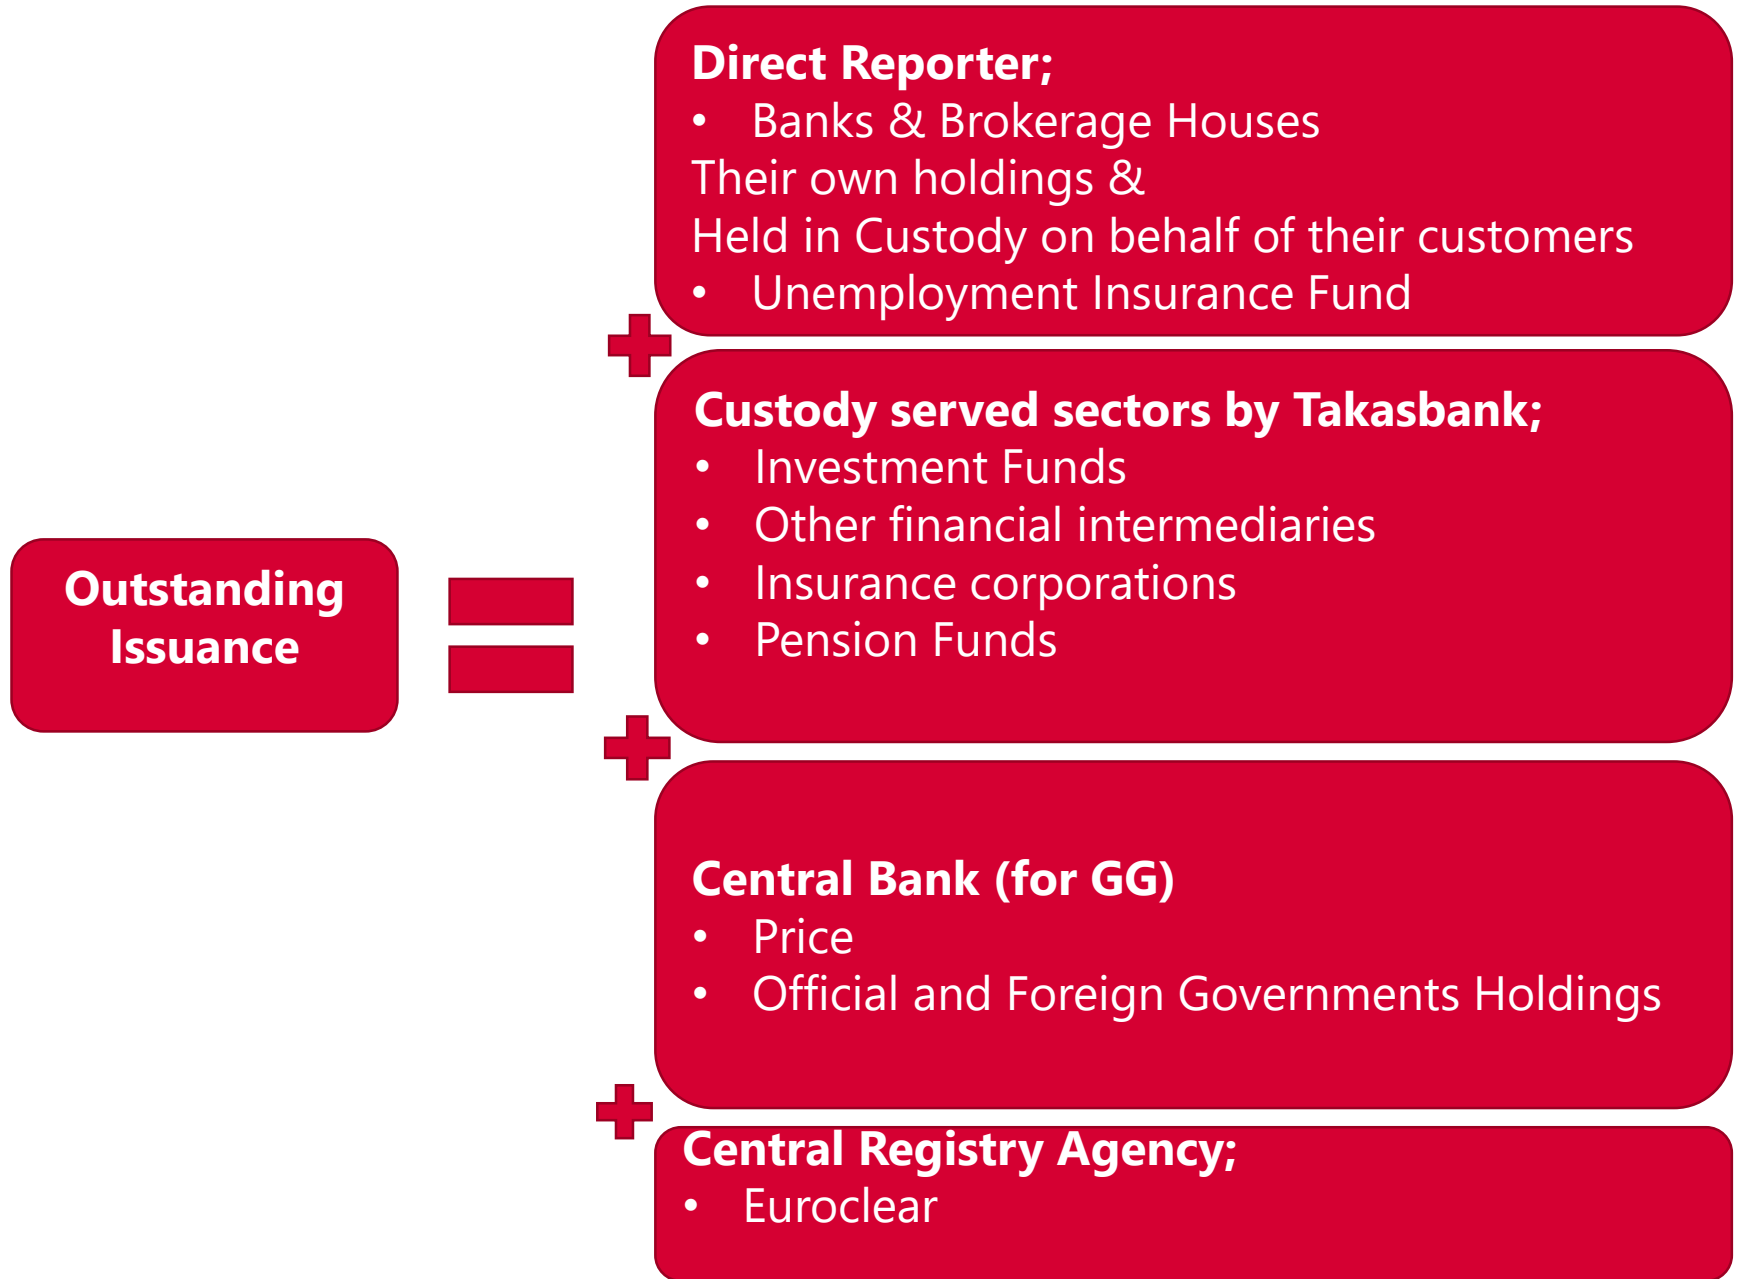 Direct Reporter;
• Banks & Brokerage Houses
Their own holdings &
Held in Custody on behalf of their customers
• Unemployment Insurance Fund
Custody served sectors by Takasbank;
• Investment Funds
• Other financial intermediaries
• Insurance corporations
• Pension Funds
Outstanding
Issuance
Central Bank (for GG)
• Price
• Official and Foreign Governments Holdings
Central Registry Agency;
• Euroclear